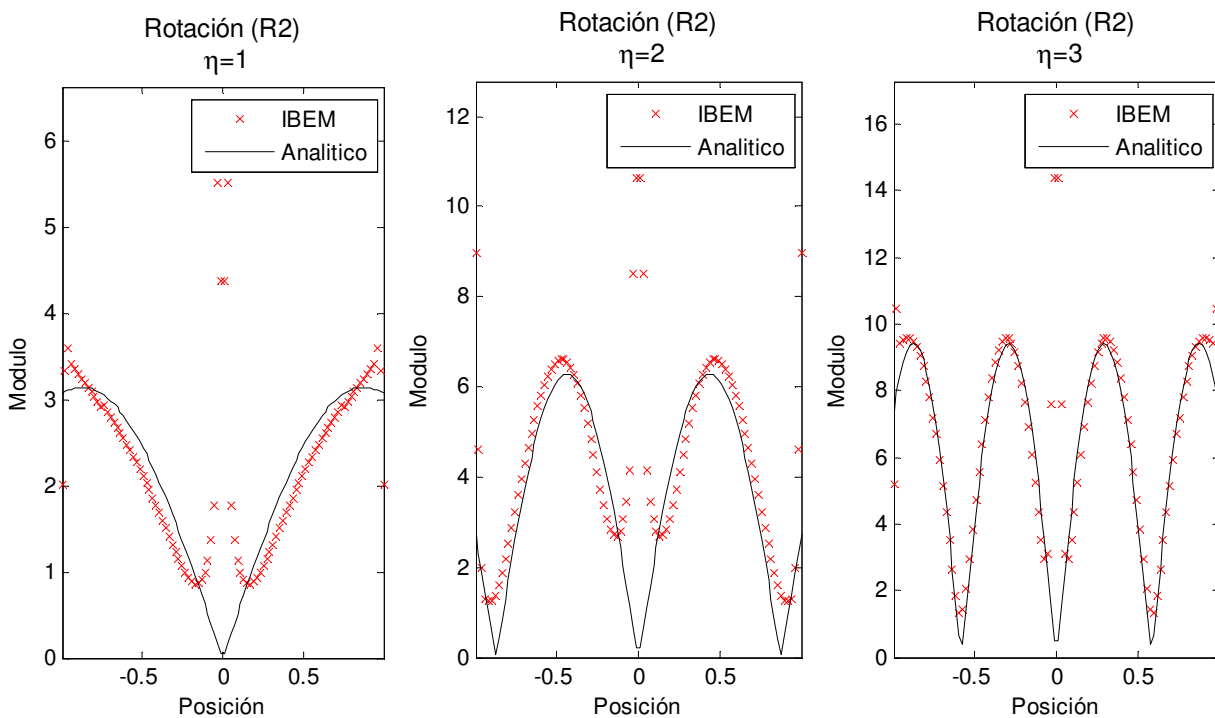 Rotación (R2)
η=1
IBEM
Analitico
6
5
4
3
2
1
0
-0.5
0
0.5
Modulo
Posición
Rotación (R2)
η=2
IBEM
Analitico
12
10
8
6
4
2
0
-0.5
0
0.5
Modulo
Posición
Rotación (R2)
η=3
IBEM
Analitico
16
14
12
10
8
6
4
2
0
-0.5
0
0.5
Modulo
Posición